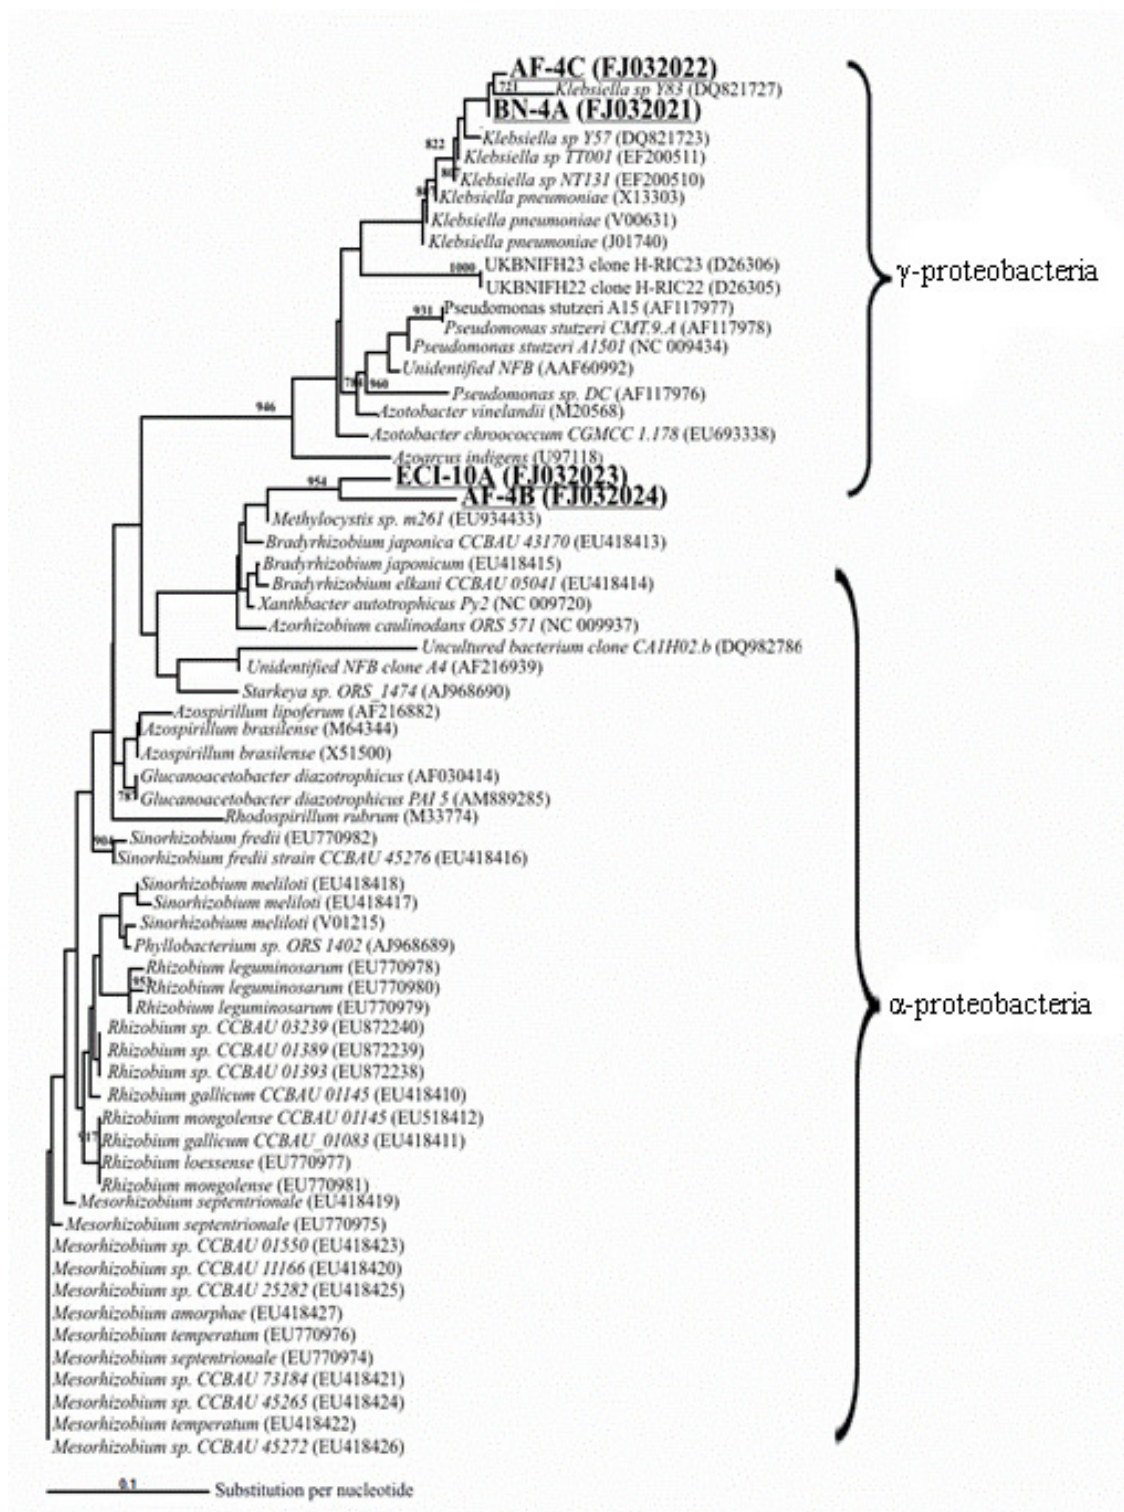 AF-4C (FJ032022)
721
Klebsiella sp Y83 (DQ821727)
BN-4A (FJ032021)
Klebsiella sp Y57 (DQ821723)
822
Klebsiella sp TT001 (EF200511)
Klebsiella sp NT131 (EF200510)
Klebsiella pneumoniae (X13303)
Klebsiella pneumoniae (V00631)
Klebsiella pneumoniae (J01740)
UKBNIFH23 clone H-RIC23 (D26306)
1000
γ-proteobacteria
UKBNIFH22 clone H-RIC22 (D26305)
Pseudomonas stutzeri A15 (AF117977)
931
Pseudomonas stutzeri CMT.9.A (AF117978)
Pseudomonas stutzeri A1501 (NC 009434)
Unidentified NFB (AAF60992)
960
Pseudomonas sp. DC (AF117976)
946
Azotobacter vinelandii (M20568)
Azotobacter chroococcum CGMCC 1.178 (EU693338)
Azoarcus indigens (U97118)
ECI-10A (FJ032023)
954
AF-4B (FJ032024)
Methylocystis sp. m261 (EU934433)
Bradyrhizobium japonica CCBAU 43170 (EU418413)
Bradyrhizobium japonicum (EU418415)
Bradyrhizobium elkani CCBAU 05041 (EU418414)
Xanthbacter autotrophicus Py2 (NC 009720)
Azorhizobium caulinodans ORS 571 (NC 009937)
Uncultured bacterium clone CA1H02.b (DQ982786
Unidentified NFB clone A4 (AF216939)
Starkeya sp. ORS_1474 (AJ968690)
Azospirillum lipoferum (AF216882)
Azospirillum brasilense (M64344)
Azospirillum brasilense (X51500)
Glucanoacetobacter diazotrophicus (AF030414)
787
Glucanoacetobacter diazotrophicus PAI 5 (AM889285)
Rhodospirillum rubrum (M33774)
904
Sinorhizobium fredii (EU770982)
Sinorhizobium fredii strain CCBAU 45276 (EU418416)
Sinorhizobium meliloti (EU418418)
Sinorhizobium meliloti (EU418417)
Sinorhizobium meliloti (V01215)
Phyllobacterium sp. ORS 1402 (AJ968689)
Rhizobium leguminosarum (EU770978)
Rhizobium leguminosarum (EU770980)
Rhizobium leguminosarum (EU770979)
α-proteobacteria
Rhizobium sp. CCBAU 03239 (EU872240)
Rhizobium sp. CCBAU 01389 (EU872239)
Rhizobium sp. CCBAU 01393 (EU872238)
Rhizobium gallicum CCBAU 01145 (EU418410)
Rhizobium mongolense CCBAU 01145 (EU518412)
Rhizobium gallicum CCBAU_01083 (EU418411)
Rhizobium loessense (EU770977)
Rhizobium mongolense (EU770981)
Mesorhizobium septentrionale (EU418419)
Mesorhizobium septentrionale (EU770975)
Mesorhizobium sp. CCBAU 01550 (EU418423)
Mesorhizobium sp. CCBAU 11166 (EU418420)
Mesorhizobium sp. CCBAU 25282 (EU418425)
Mesorhizobium amorphae (EU418427)
Mesorhizobium temperatum (EU770976)
Mesorhizobium septentrionale (EU770974)
Mesorhizobium sp. CCBAU 73184 (EU418421)
Mesorhizobium sp. CCBAU 45265 (EU418424)
Mesorhizobium temperatum (EU418422)
Mesorhizobium sp. CCBAU 45272 (EU418426)
0.1
Substitution per nucleotide